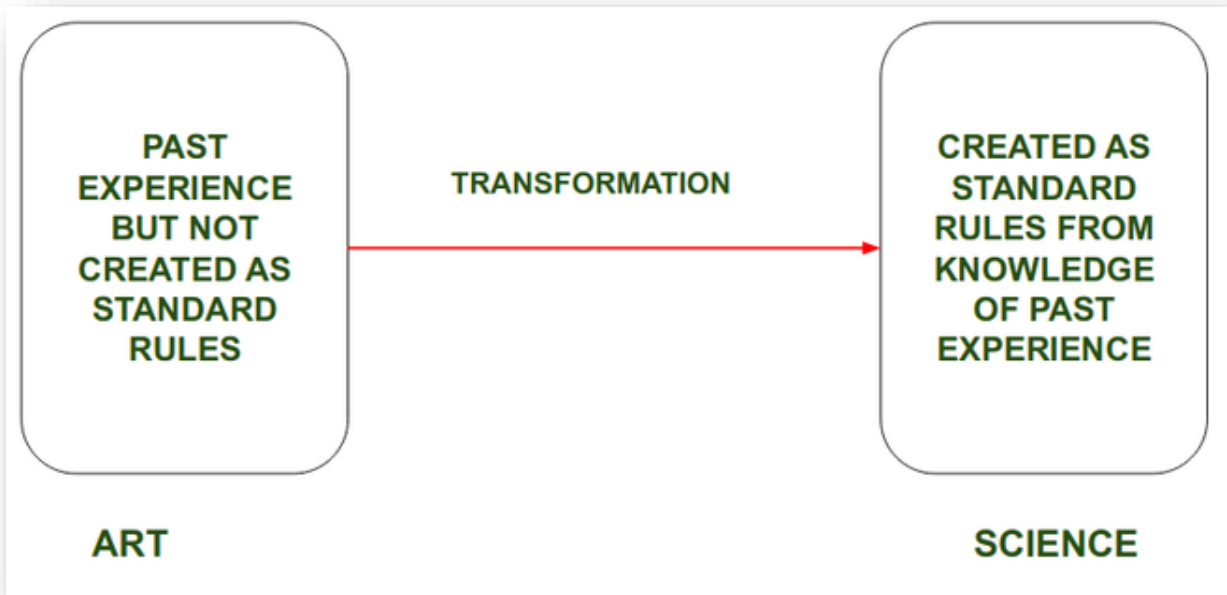 PAST
EXPERIENCE
BUT NOT
CREATED AS
STANDARD
RULES
TRANSFORMATION
CREATED AS
STANDARD
RULES FROM
KNOWLEDGE
OF PAST
EXPERIENCE
ART
SCIENCE